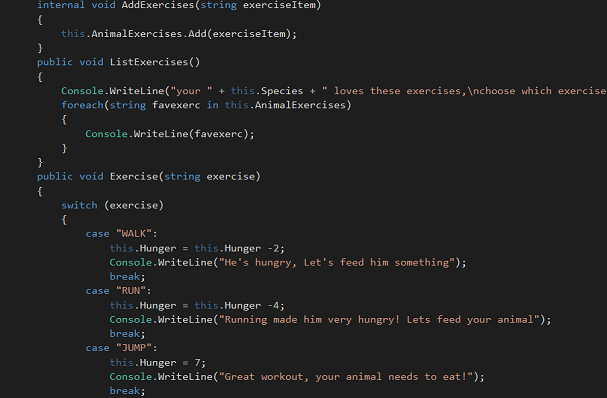 internal void AddExercises(string exerciseItem)
{
this.AnimalExercises.Add(exerciseItem);
}
public void ListExercises()
{
Console.WriteLine("your " + this.Species + " loves these exercises,\nchoose which exercise
foreach(string favexerc in this.AnimalExercises)
{
Console.WriteLine(favexerc);
}
}
public void Exercise(string exercise)
{
switch (exercise)
{
case "WALK":
this.Hunger = this.Hunger -2;
Console.WriteLine("He's hungry, Let's feed him something");
break;
case "RUN":
this.Hunger = this.Hunger -4;
Console.WriteLine("Running made him very hungry! Lets feed your animal");
break;
case "JUMP":
this.Hunger = 7;
Console.WriteLine("Great workout, your animal needs to eat!");
break;